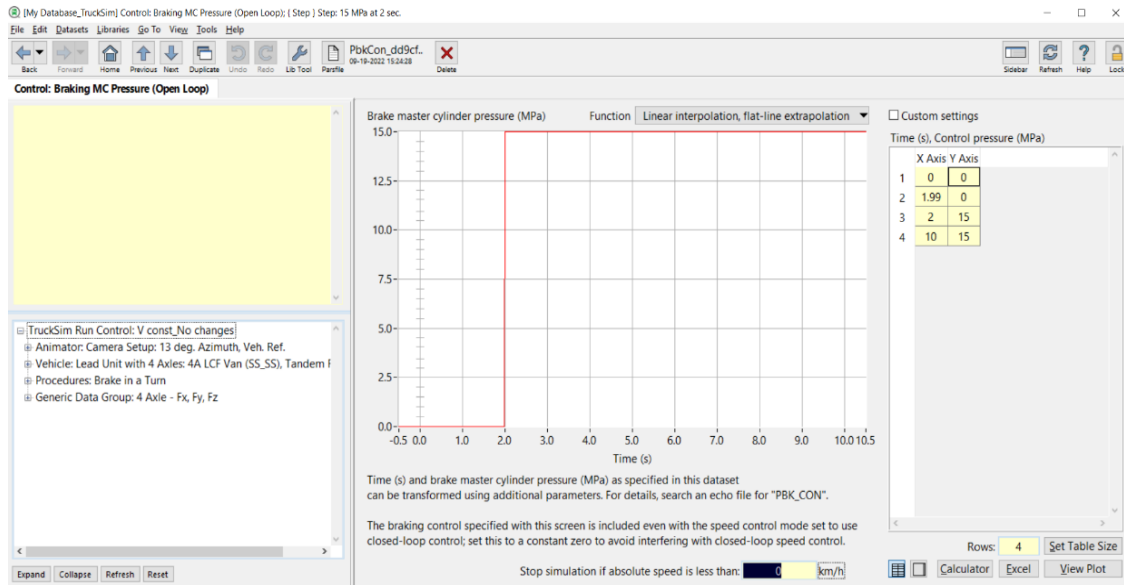 [My Database_TruckSim] Control: Braking MC Pressure (Open Loop); { Step } Step: 15 MPa at 2 sec.
File Edit Datasets Libraries Go To View Tools Help
Back Forward Home Previous Next Duplicate Undo Redo Lib Tool Parsfile
PbkCon_dd9cf..
09-19-2022 15:24:28
Delete
Sidebar Refresh Help Lock
Control: Braking MC Pressure (Open Loop)
TruckSim Run Control: V const_No changes
Animator: Camera Setup: 13 deg. Azimuth, Veh. Ref.
Vehicle: Lead Unit with 4 Axles: 4A LCF Van (SS_SS), Tandem F
Procedures: Brake in a Turn
Generic Data Group: 4 Axle - Fx, Fy, Fz
Expand Collapse Refresh Reset
Brake master cylinder pressure (MPa)
Function Linear interpolation, flat-line extrapolation
15.0
12.5
10.0
7.5
5.0
2.5
0.0
-0.5 0.0 1.0 2.0 3.0 4.0 5.0 6.0 7.0 8.0 9.0 10.0 10.5
Time (s)
Time (s) and brake master cylinder pressure (MPa) as specified in this dataset
can be transformed using additional parameters. For details, search an echo file for "PBK_CON".
The braking control specified with this screen is included even with the speed control mode set to use
closed-loop control; set this to a constant zero to avoid interfering with closed-loop speed control.
Stop simulation if absolute speed is less than: 0 km/h
Custom settings
Time (s), Control pressure (MPa)
X Axis Y Axis
1 0 0
2 1.99 0
3 2 15
4 10 15
Rows: 4 Set Table Size
Calculator Excel View Plot